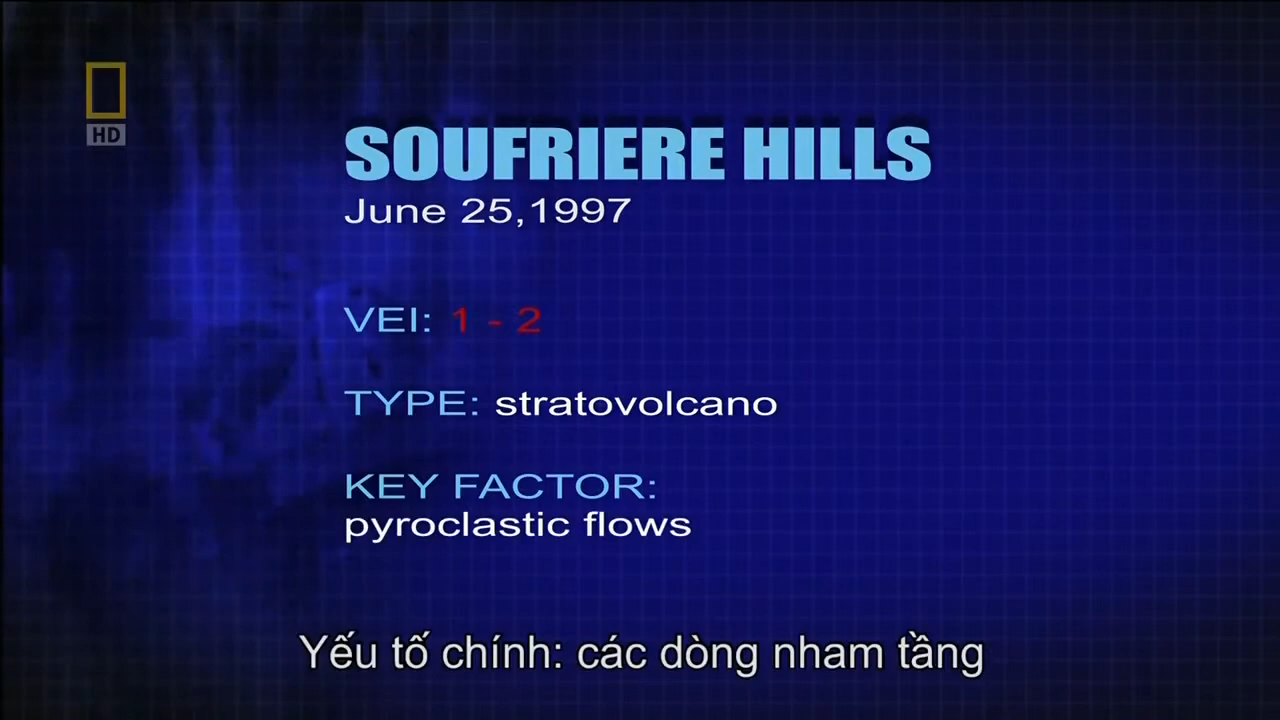 HD
SOUFRIERE HILLS
June 25,1997
VEI: 1 - 2
TYPE: stratovolcano
KEY FACTOR:
pyroclastic flows
Yếu tố chính: các dòng nham tầng